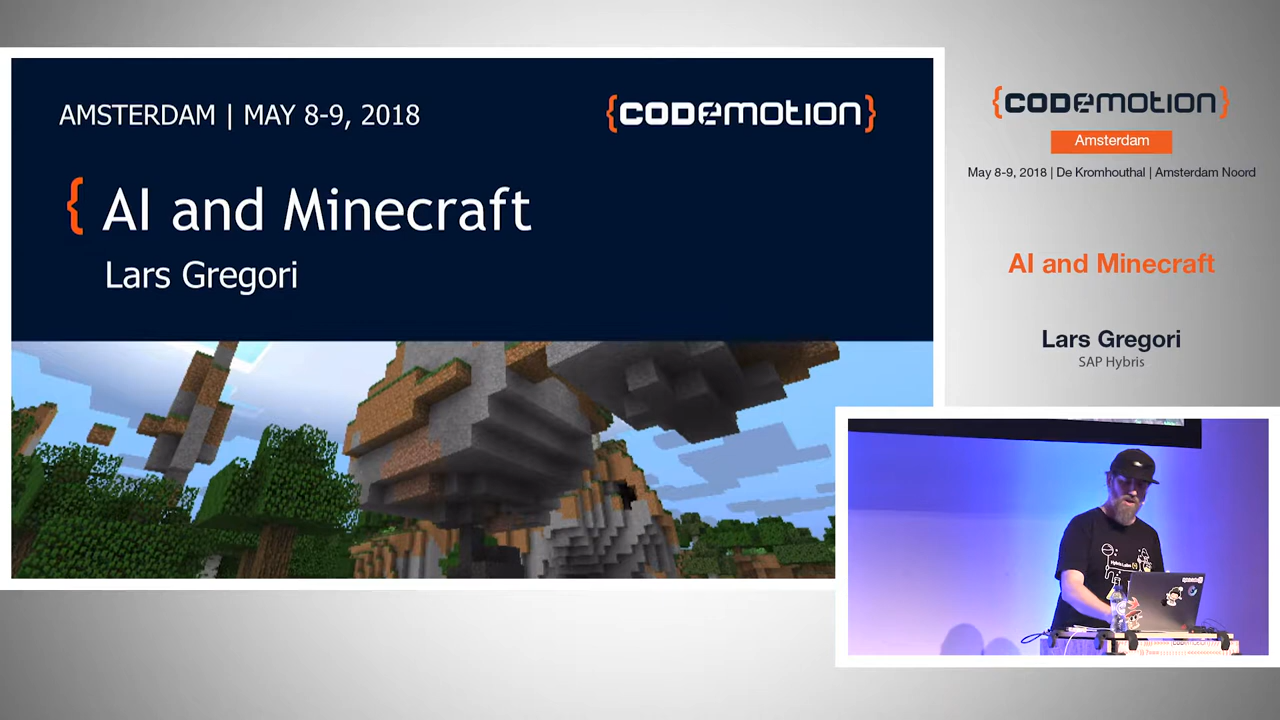 AMSTERDAM | MAY 8-9, 2018
{CODEMOTION}
{ AI and Minecraft
Lars Gregori
{CODEMOTION}
Amsterdam
May 8-9, 2018 | De Kromhouthal | Amsterdam Noord
AI and Minecraft
Lars Gregori
SAP Hybris